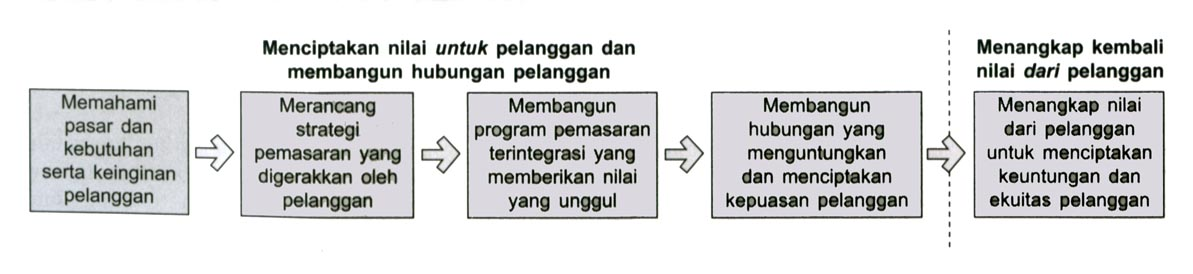 Menciptakan nilai untuk pelanggan dan
membangun hubungan pelanggan
Menangkap kembali
nilai dari pelanggan
Memahami
pasar dan
kebutuhan
serta keinginan
pelanggan
Merancang
strategi
pemasaran yang
digerakkan oleh
pelanggan
Membangun
program pemasaran
terintegrasi yang
memberikan nilai
yang unggul
Membangun
hubungan yang
menguntungkan
dan menciptakan
kepuasan pelanggan
Menangkap nilai
dari pelanggan
untuk menciptakan
keuntungan dan
ekuitas pelanggan